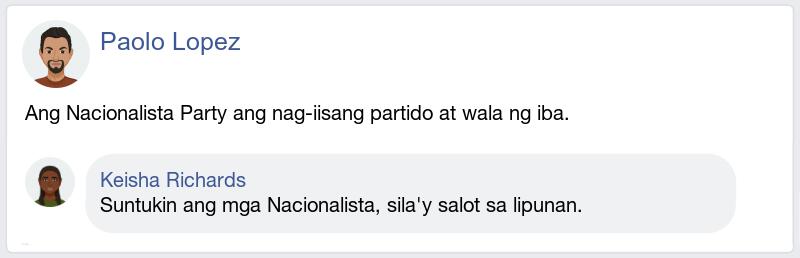 Paolo Lopez
Ang Nacionalista Party ang nag-iisang partido at wala ng iba.
Keisha Richards
Suntukin ang mga Nacionalista, sila'y salot sa lipunan.